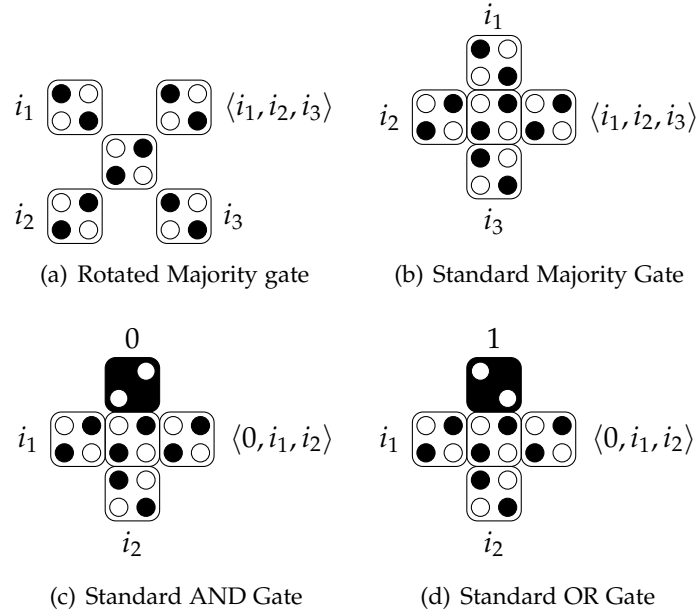 i₁
⟨i₁, i₂, i₃⟩
i₂
i₃
(a) Rotated Majority gate
i₁
i₂
⟨i₁, i₂, i₃⟩
i₃
(b) Standard Majority Gate
0
i₁
⟨0, i₁, i₂⟩
i₂
(c) Standard AND Gate
1
i₁
⟨0, i₁, i₂⟩
i₂
(d) Standard OR Gate